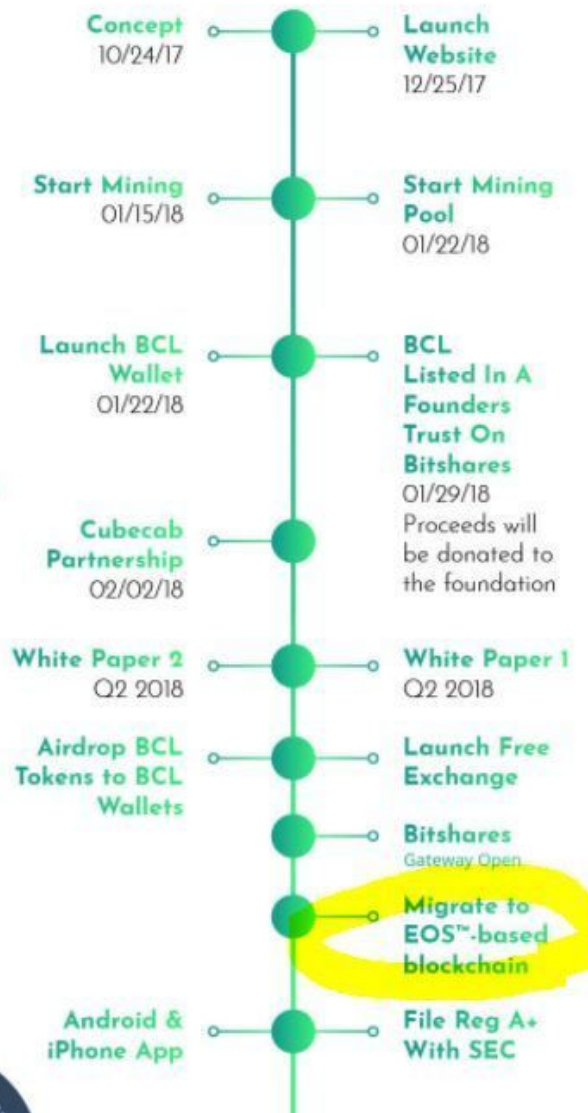 Concept
10/24/17
Launch
Website
12/25/17
Start Mining
01/15/18
Start Mining
Pool
01/22/18
Launch BCL
Wallet
01/22/18
BCL
Listed In A
Founders
Trust On
Bitshares
01/29/18
Proceeds will
be donated to
the foundation
Cubecab
Partnership
02/02/18
White Paper 2
Q2 2018
White Paper 1
Q2 2018
Airdrop BCL
Tokens to BCL
Wallets
Launch Free
Exchange
Bitshares
Gateway Open
Migrate to
EOS™-based
blockchain
Android &
iPhone App
File Reg A+
With SEC